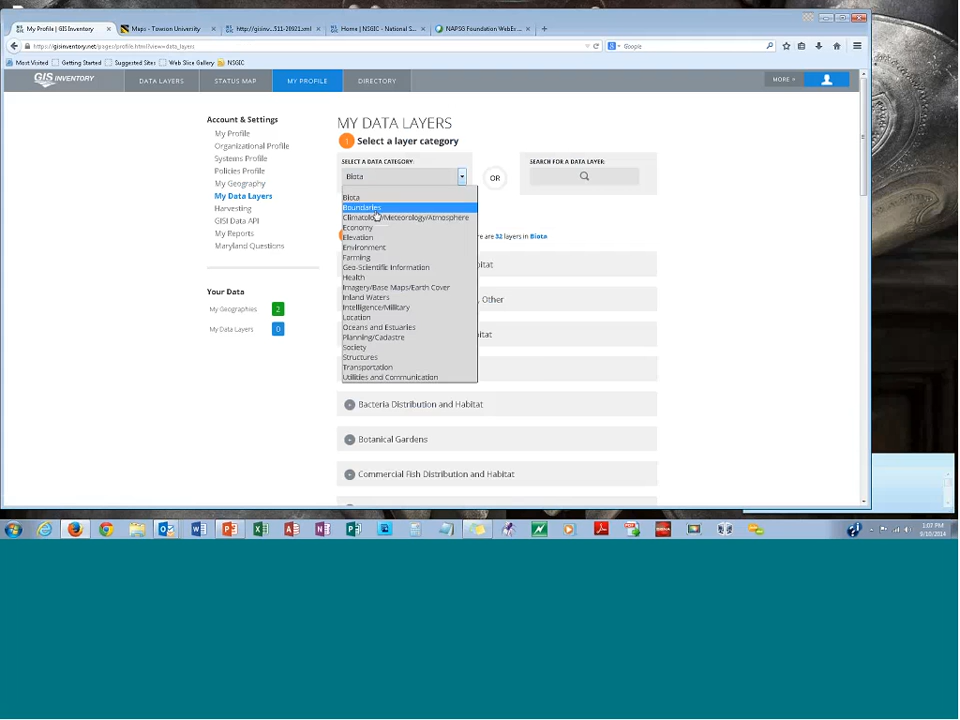 My Profile | GIS Inventory
Maps - Towson University
http://gisinv...511-20921.xml
Home | NSGIC - National S...
NAPSG Foundation WebEx...
https://gisinventory.net/page/profile.html?view=data_layers
Google
Most Visited
Getting Started
Suggested Sites
Web Slice Gallery
NSGIC
GIS INVENTORY
DATA LAYERS
STATUS MAP
MY PROFILE
DIRECTORY
MORE +
Account & Settings
My Profile
Organizational Profile
Systems Profile
Policies Profile
My Geography
My Data Layers
Harvesting
GISI Data API
My Reports
Maryland Questions
Your Data
My Geographies 2
My Data Layers 0
MY DATA LAYERS
1 Select a layer category
SELECT A DATA CATEGORY:
Biota
OR
SEARCH FOR A DATA LAYER:
Biota
Boundaries
Climatology/Meteorology/Atmosphere
Economy
Elevation
Environment
Farming
Geo-Scientific Information
Health
Imagery/Base Maps/Earth Cover
Inland Waters
Intelligence/Military
Location
Oceans and Estuaries
Planning/Cadastre
Society
Structures
Transportation
Utilities and Communication
are 32 layers in Biota
itat
, Other
itat
Bacteria Distribution and Habitat
Botanical Gardens
Commercial Fish Distribution and Habitat
1:07 PM
9/10/2014